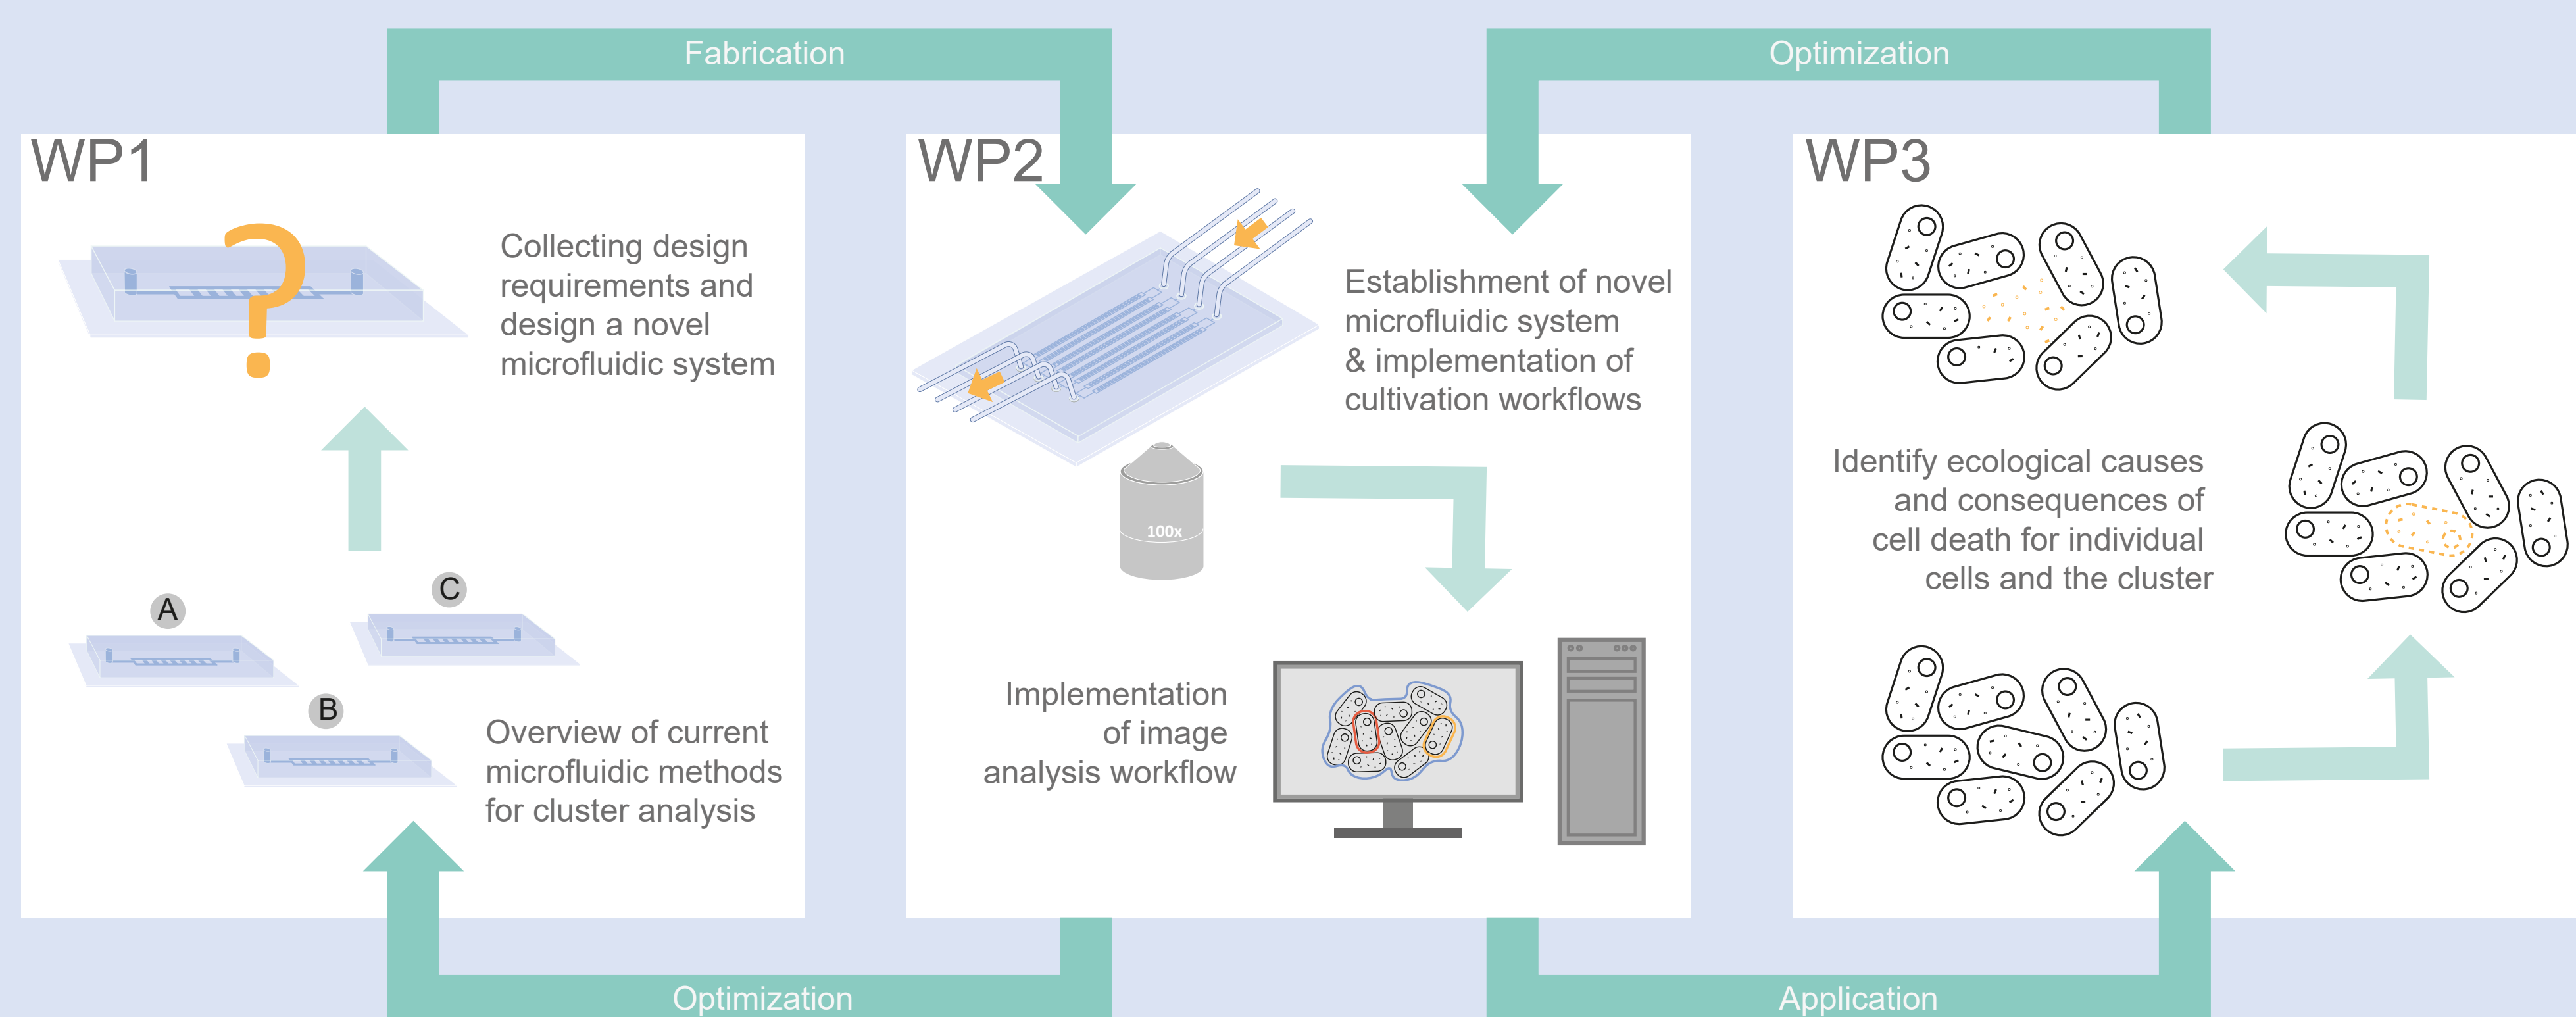 Fabrication
Optimization
WP1
Collecting design
requirements and
design a novel
microfluidic system
A
C
B
Overview of current
microfluidic methods
for cluster analysis
WP2
Establishment of novel
microfluidic system
& implementation of
cultivation workflows
100x
Implementation
of image
analysis workflow
WP3
Identify ecological causes
and consequences of
cell death for individual
cells and the cluster
Optimization
Application
?